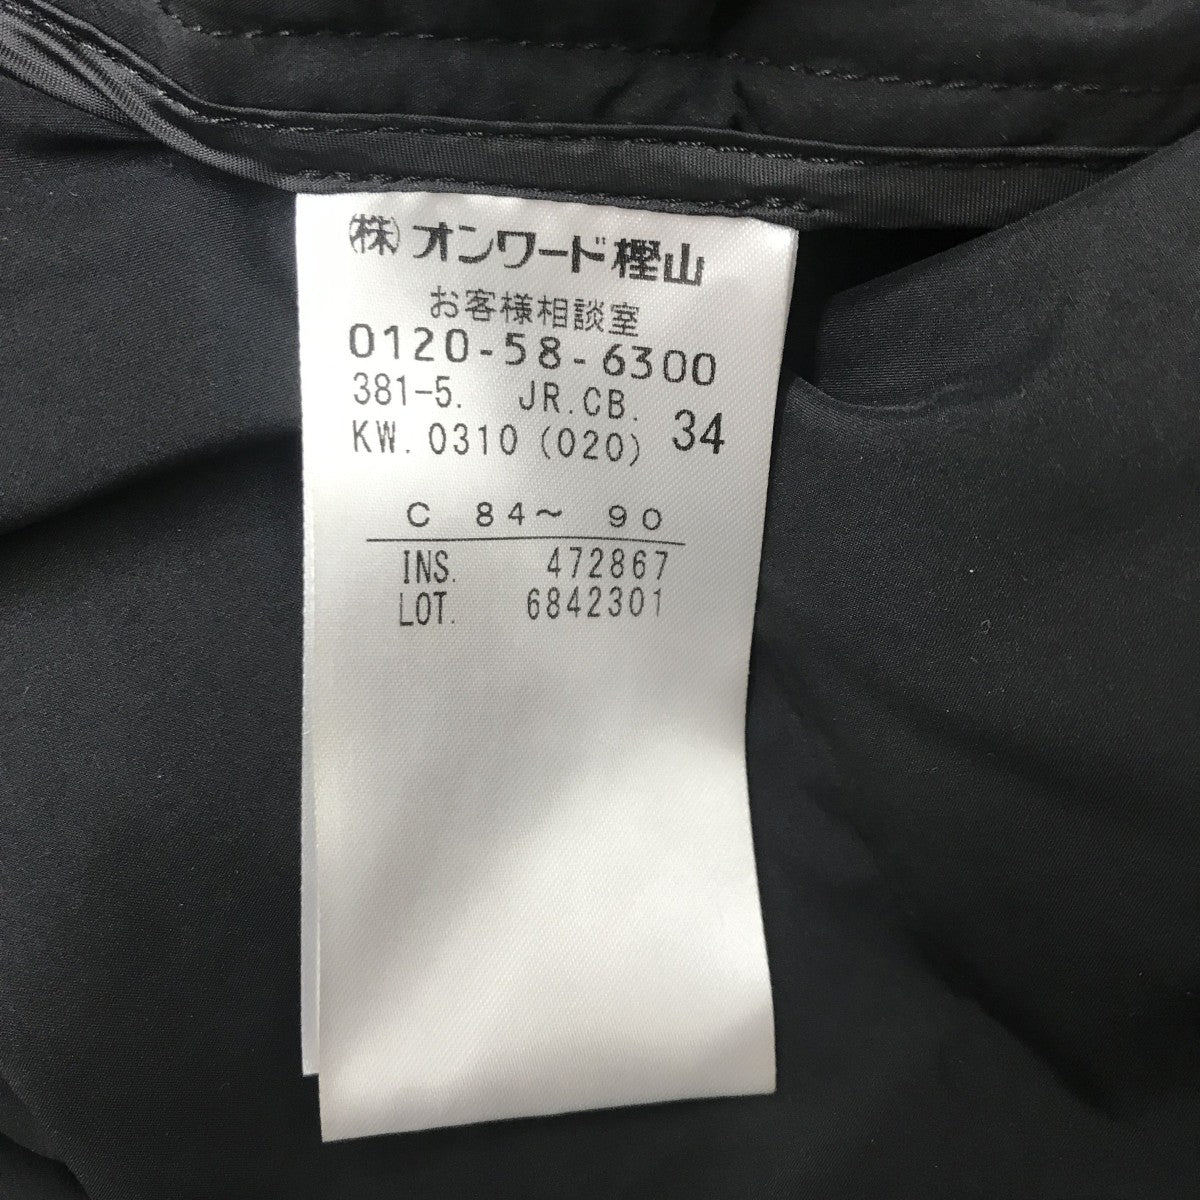 ㈱オンワード樫山
お客様相談室
0120-58-6300
381-5. JR.CB. 34
KW.0310(020)
C 84～ 90
INS. 472867
LOT. 6842301